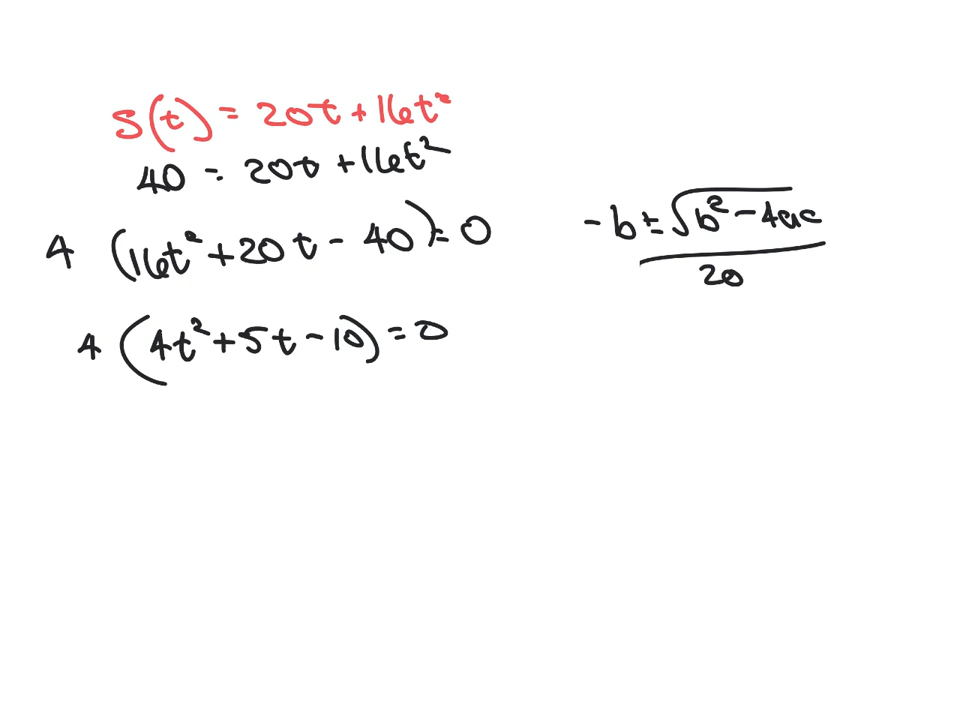 s(t) = 20t + 16t²
40 = 20t + 16t²
4 (16t² + 20t - 40) = 0
-b ± √b² - 4ac
2a
4 (4t² + 5t - 10) = 0